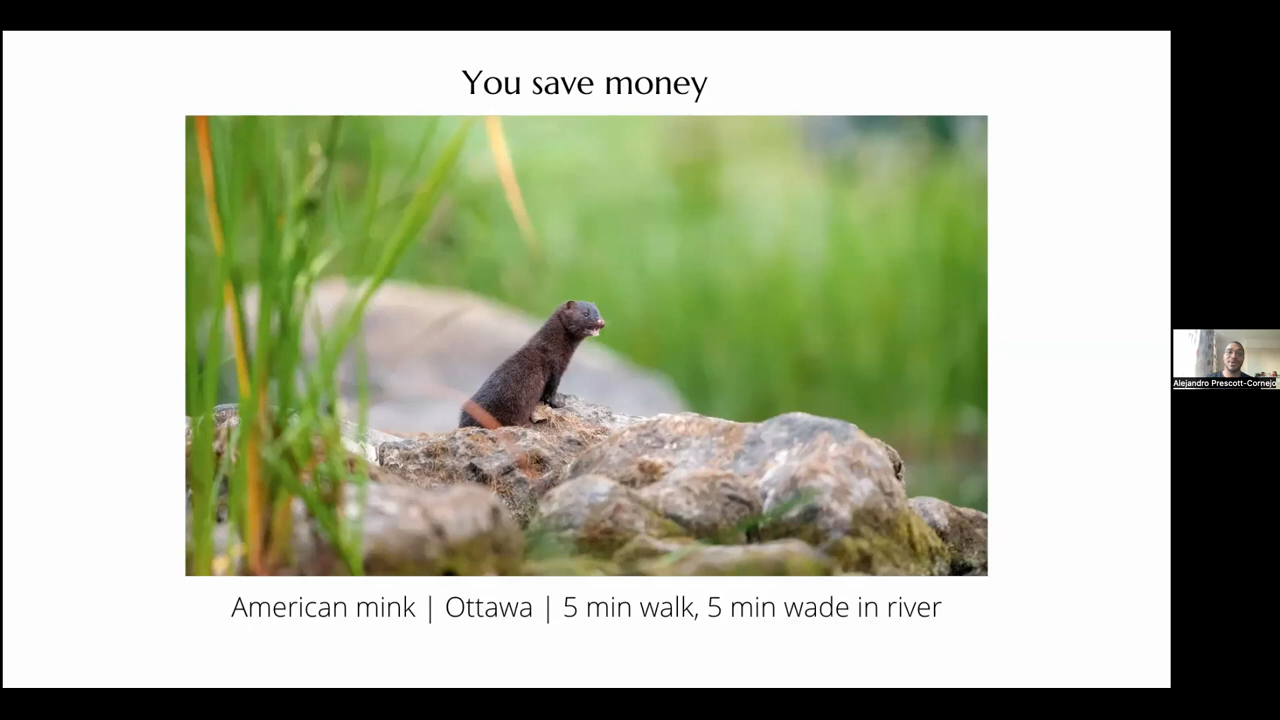 You save money
American mink | Ottawa | 5 min walk, 5 min wade in river
Alejandro Prescott-Cornejo